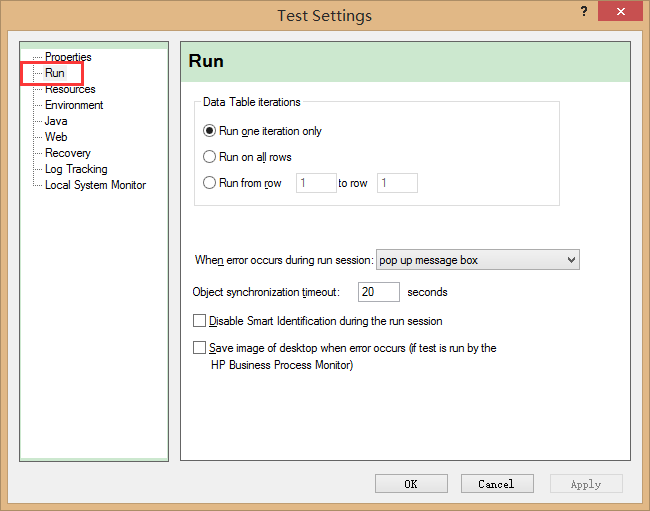 Test Settings
?
Properties
Run
Resources
Environment
Java
Web
Recovery
Log Tracking
Local System Monitor
Run
Data Table iterations
Run one iteration only
Run on all rows
Run from row 1 to row 1
When error occurs during run session: pop up message box
Object synchronization timeout: 20 seconds
Disable Smart Identification during the run session
Save image of desktop when error occurs (if test is run by the
HP Business Process Monitor)
OK Cancel Apply